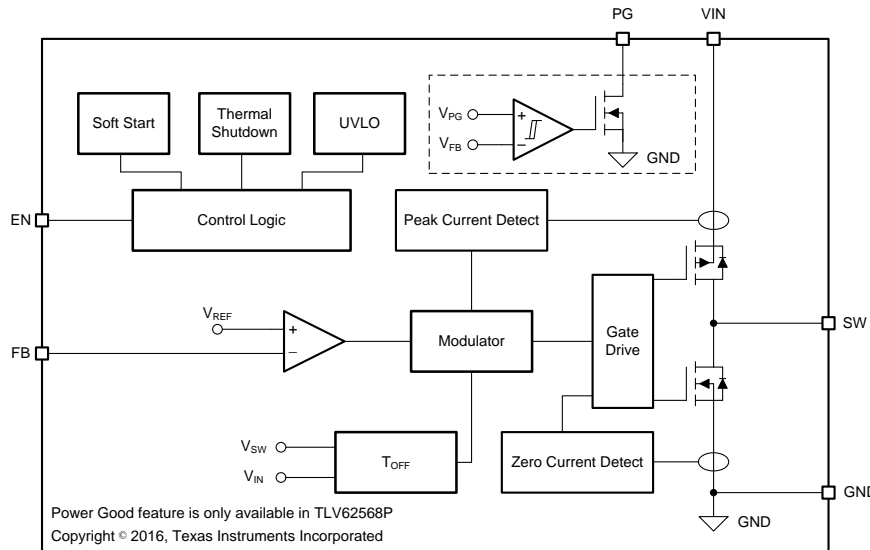 PG
VIN
Soft Start
Thermal
Shutdown
UVLO
VPG
+
VFB
−
GND
EN
Control Logic
Peak Current Detect
VREF
+
−
FB
Modulator
Gate
Drive
SW
VSW
VIN
TOFF
Zero Current Detect
GND
GND
Power Good feature is only available in TLV62568P
Copyright © 2016, Texas Instruments Incorporated